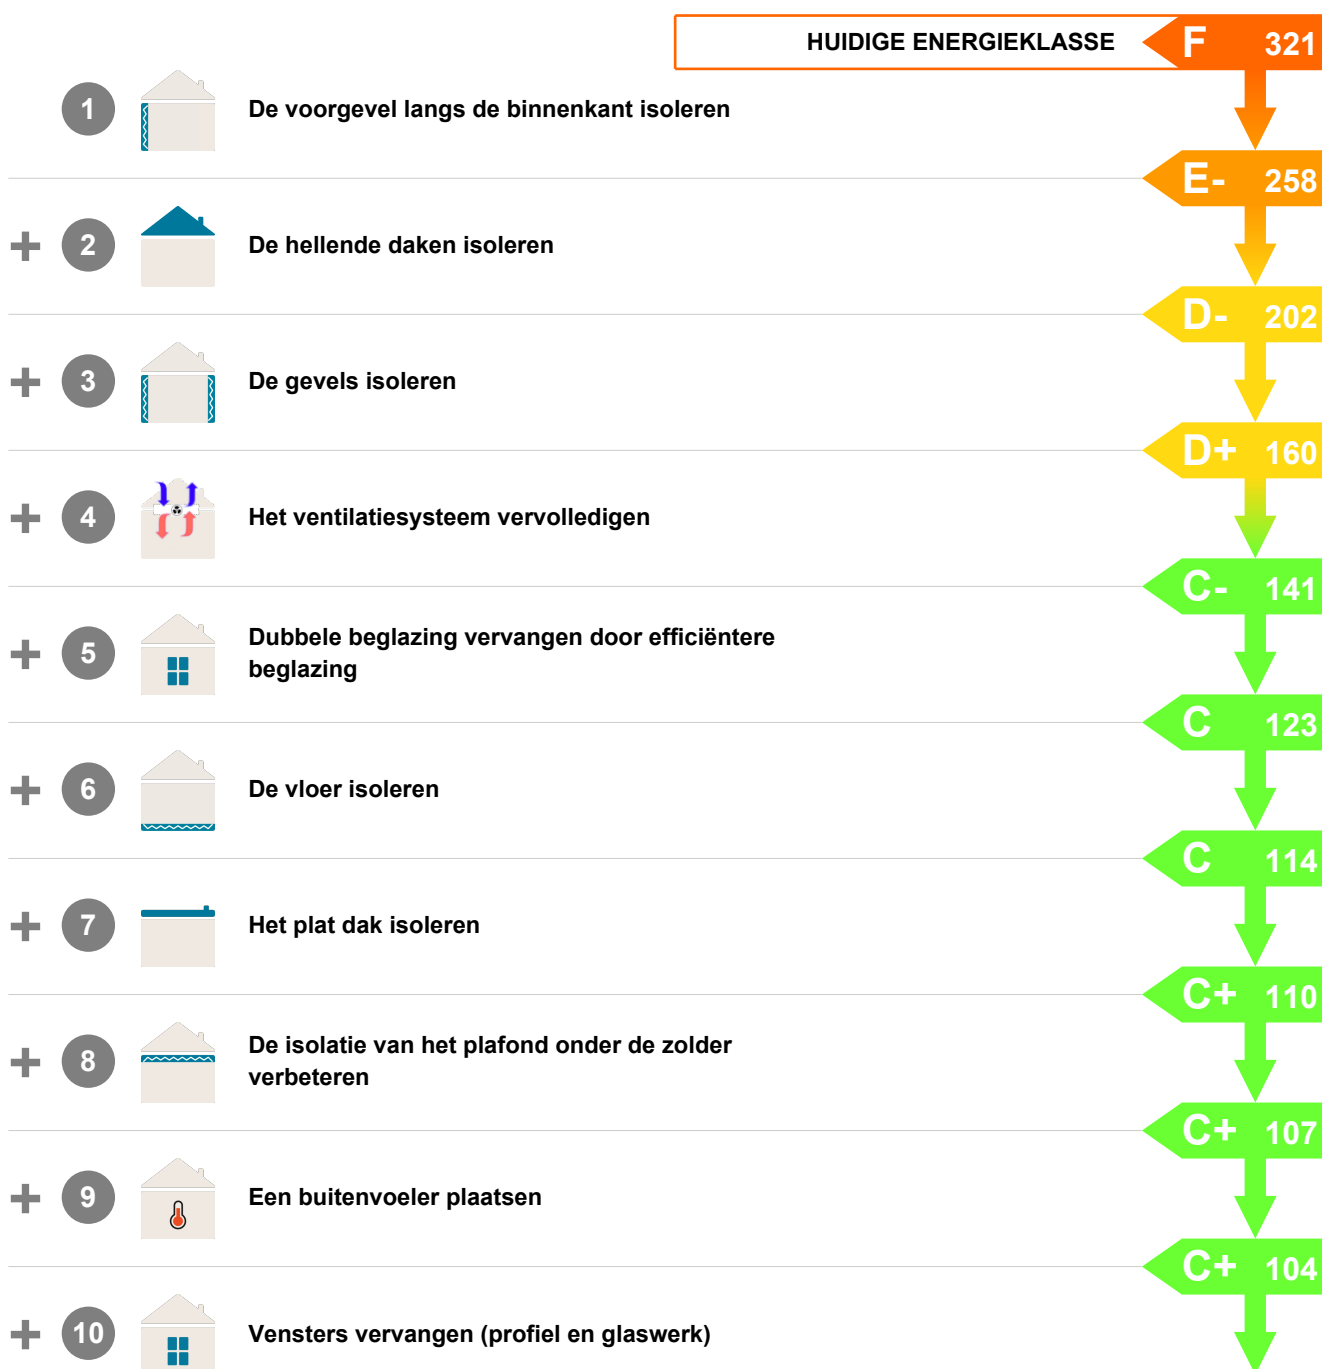 HUIDIGE ENERGIEKLASSE F 321
1 De voorgevel langs de binnenkant isoleren
E- 258
+ 2 De hellende daken isoleren
D- 202
+ 3 De gevels isoleren
D+ 160
+ 4 Het ventilatiesysteem vervolledigen
C- 141
+ 5 Dubbele beglazing vervangen door efficiëntere
beglazing
C 123
+ 6 De vloer isoleren
C 114
+ 7 Het plat dak isoleren
C+ 110
+ 8 De isolatie van het plafond onder de zolder
verbeteren
C+ 107
+ 9 Een buitenvoeler plaatsen
C+ 104
+ 10 Vensters vervangen (profiel en glaswerk)